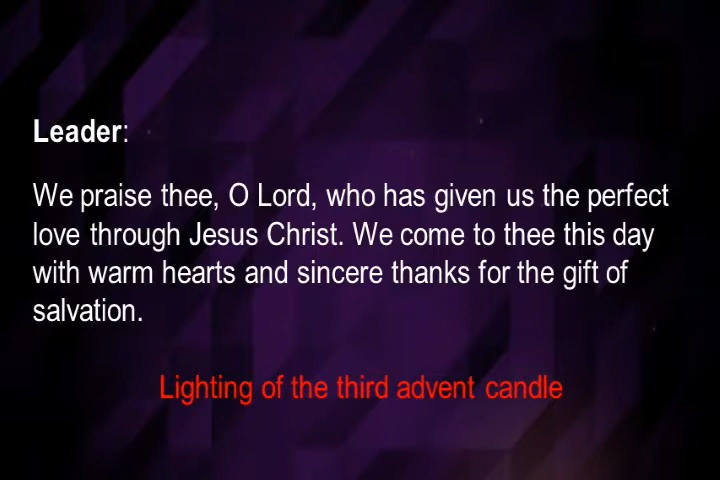 Leader:
We praise thee, O Lord, who has given us the perfect
love through Jesus Christ. We come to thee this day
with warm hearts and sincere thanks for the gift of
salvation.
Lighting of the third advent candle